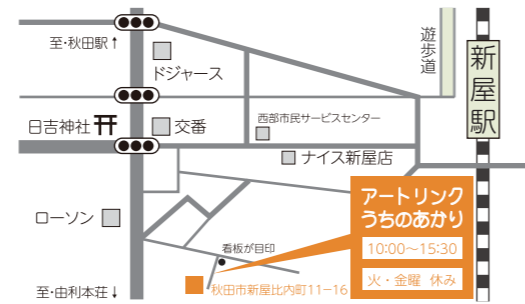 至・秋田駅↑
ドジャース
遊歩道
新屋駅
日吉神社
交番
西部市民サービスセンター
ナイス新屋店
ローソン
アートリンク
うちのあかり
10:00～15:30
火・金曜 休み
看板が目印
秋田市新屋比内町11−16
至・由利本荘↓